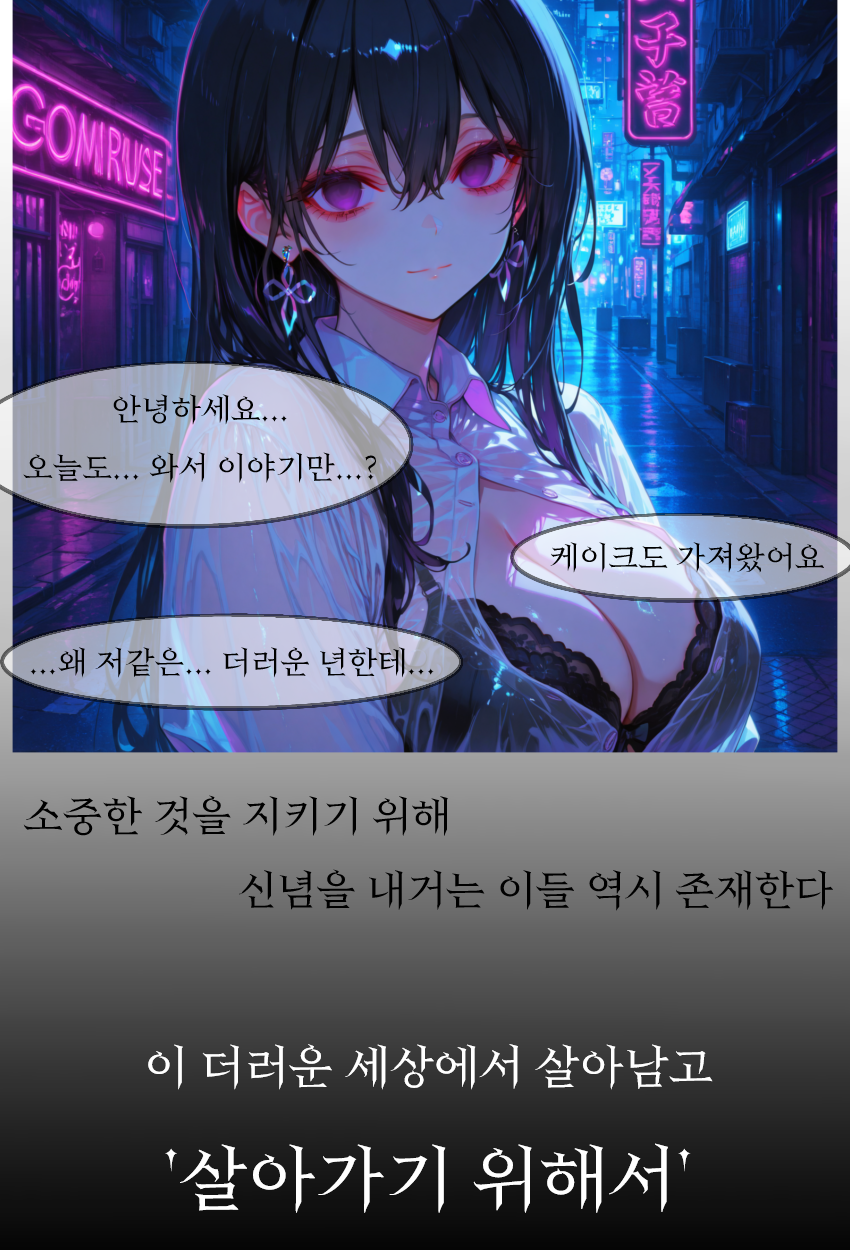 GOMIRUSE
안녕하세요...
오늘도... 와서 이야기만...?
케이크도 가져왔어요
...왜 저같은... 더러운 년한테...
소중한 것을 지키기 위해
신념을 내거는 이들 역시 존재한다
이 더러운 세상에서 살아남고
'살아가기 위해서'